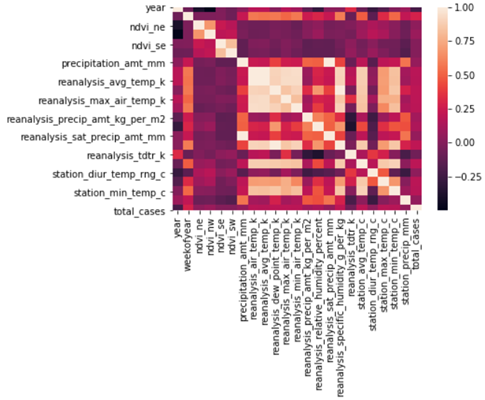 year
ndvi_ne
ndvi_se
precipitation_amt_mm
reanalysis_avg_temp_k
reanalysis_max_air_temp_k
reanalysis_precip_amt_kg_per_m2
reanalysis_sat_precip_amt_mm
reanalysis_tdtr_k
station_diur_temp_rng_c
station_min_temp_c
total_cases
1.00
0.75
0.50
0.25
0.00
−0.25
year
weekofyear
ndvi_ne
ndvi_nw
ndvi_se
ndvi_sw
precipitation_amt_mm
reanalysis_air_temp_k
reanalysis_avg_temp_k
reanalysis_dew_point_temp_k
reanalysis_max_air_temp_k
reanalysis_min_air_temp_k
reanalysis_precip_amt_kg_per_m2
reanalysis_relative_humidity_percent
reanalysis_sat_precip_amt_mm
reanalysis_specific_humidity_g_per_kg
reanalysis_tdtr_k
station_avg_temp_c
station_diur_temp_rng_c
station_max_temp_c
station_min_temp_c
station_precip_mm
total_cases